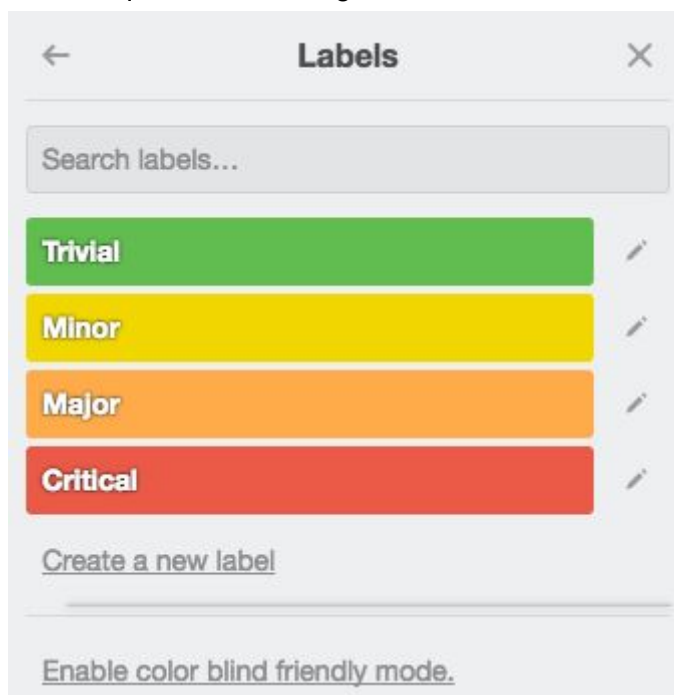 Labels
Search labels...
Trivial
Minor
Major
Critical
Create a new label
Enable color blind friendly mode.